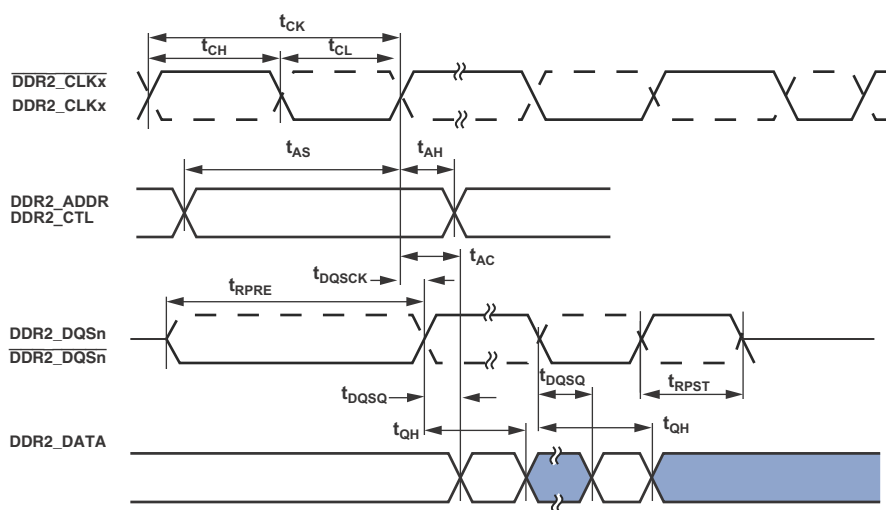 tCK
tCH
tCL
DDR2_CLKx
DDR2_CLKx
tAS
tAH
DDR2_ADDR
DDR2_CTL
tAC
tDQSCK
tRPRE
DDR2_DQSn
DDR2_DQSn
tDQSQ
tDQSQ
tRPST
tQH
tQH
DDR2_DATA